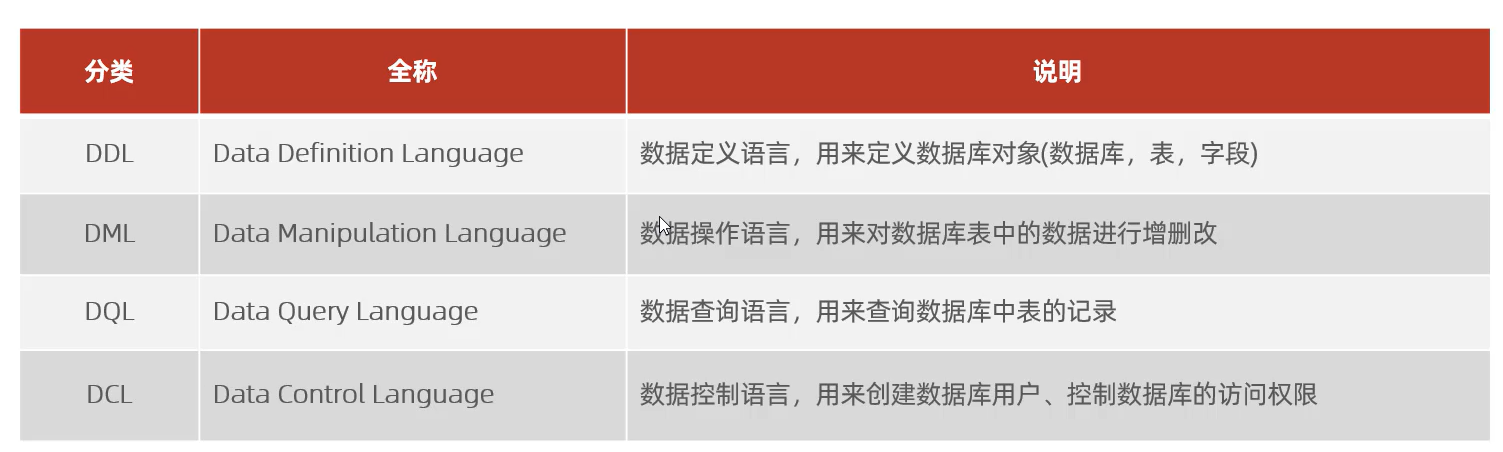 分类 全称 说明
DDL Data Definition Language 数据定义语言，用来定义数据库对象(数据库，表，字段)
DML Data Manipulation Language 数据操作语言，用来对数据库表中的数据进行增删改
DQL Data Query Language 数据查询语言，用来查询数据库中表的记录
DCL Data Control Language 数据控制语言，用来创建数据库用户、控制数据库的访问权限